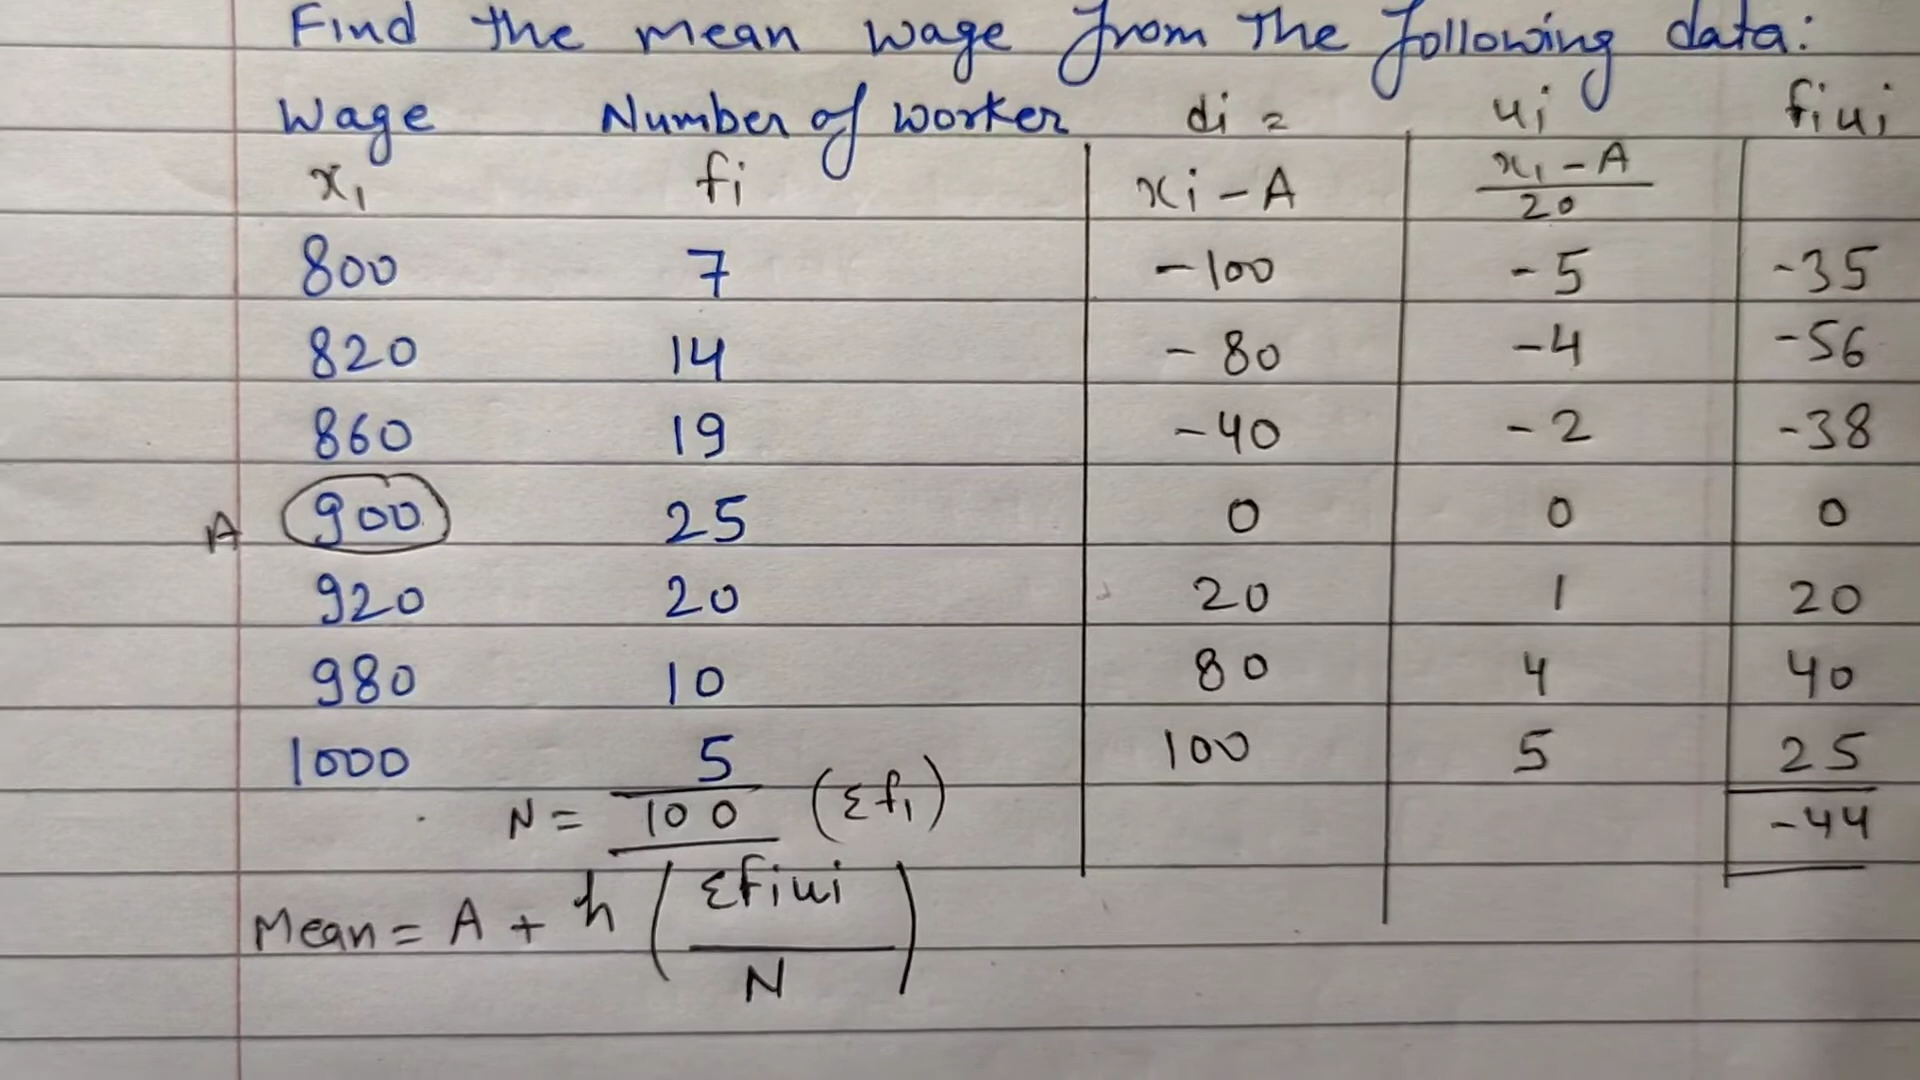 Find the mean wage from the following data:
Wage Number of worker di = ui fiui
x₁ fi xi - A x₁ - A / 20
800 7 -100 -5 -35
820 14 -80 -4 -56
860 19 -40 -2 -38
A 900 25 0 0 0
920 20 20 1 20
980 10 80 4 40
1000 5 100 5 25
N = 100 (Σf₁) -44
Mean = A + h (Σfiui / N)